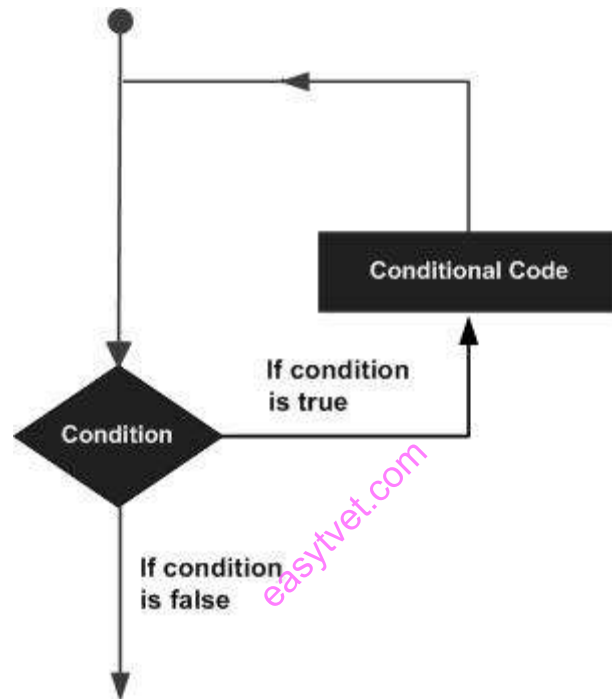 Conditional Code
If condition
is true
Condition
easytvet.com
If condition
is false